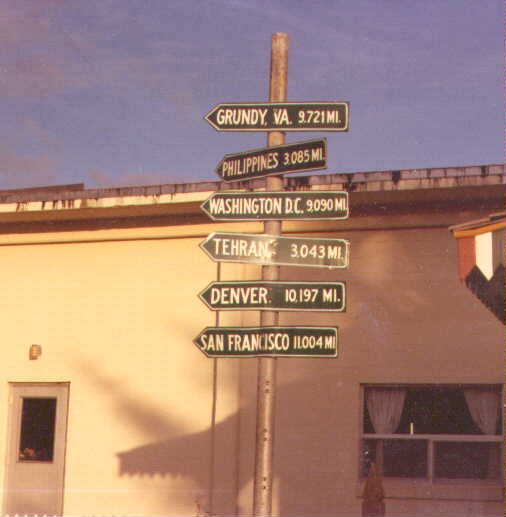 GRUNDY, VA. 9.721 MI.
PHILIPPINES 3.085 MI.
WASHINGTON D.C. 9,090 MI.
TEHRAN 3.043 MI.
DENVER 10.197 MI.
SAN FRANCISCO 11.004 MI